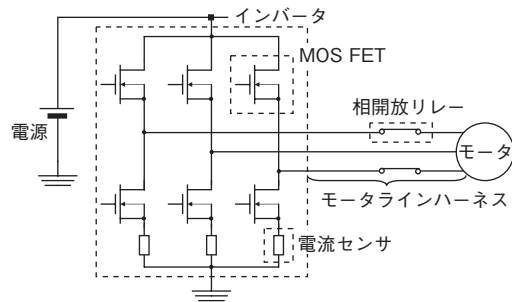 インバータ
MOS FET
相開放リレー
電源
モータ
モータラインハーネス
電流センサ